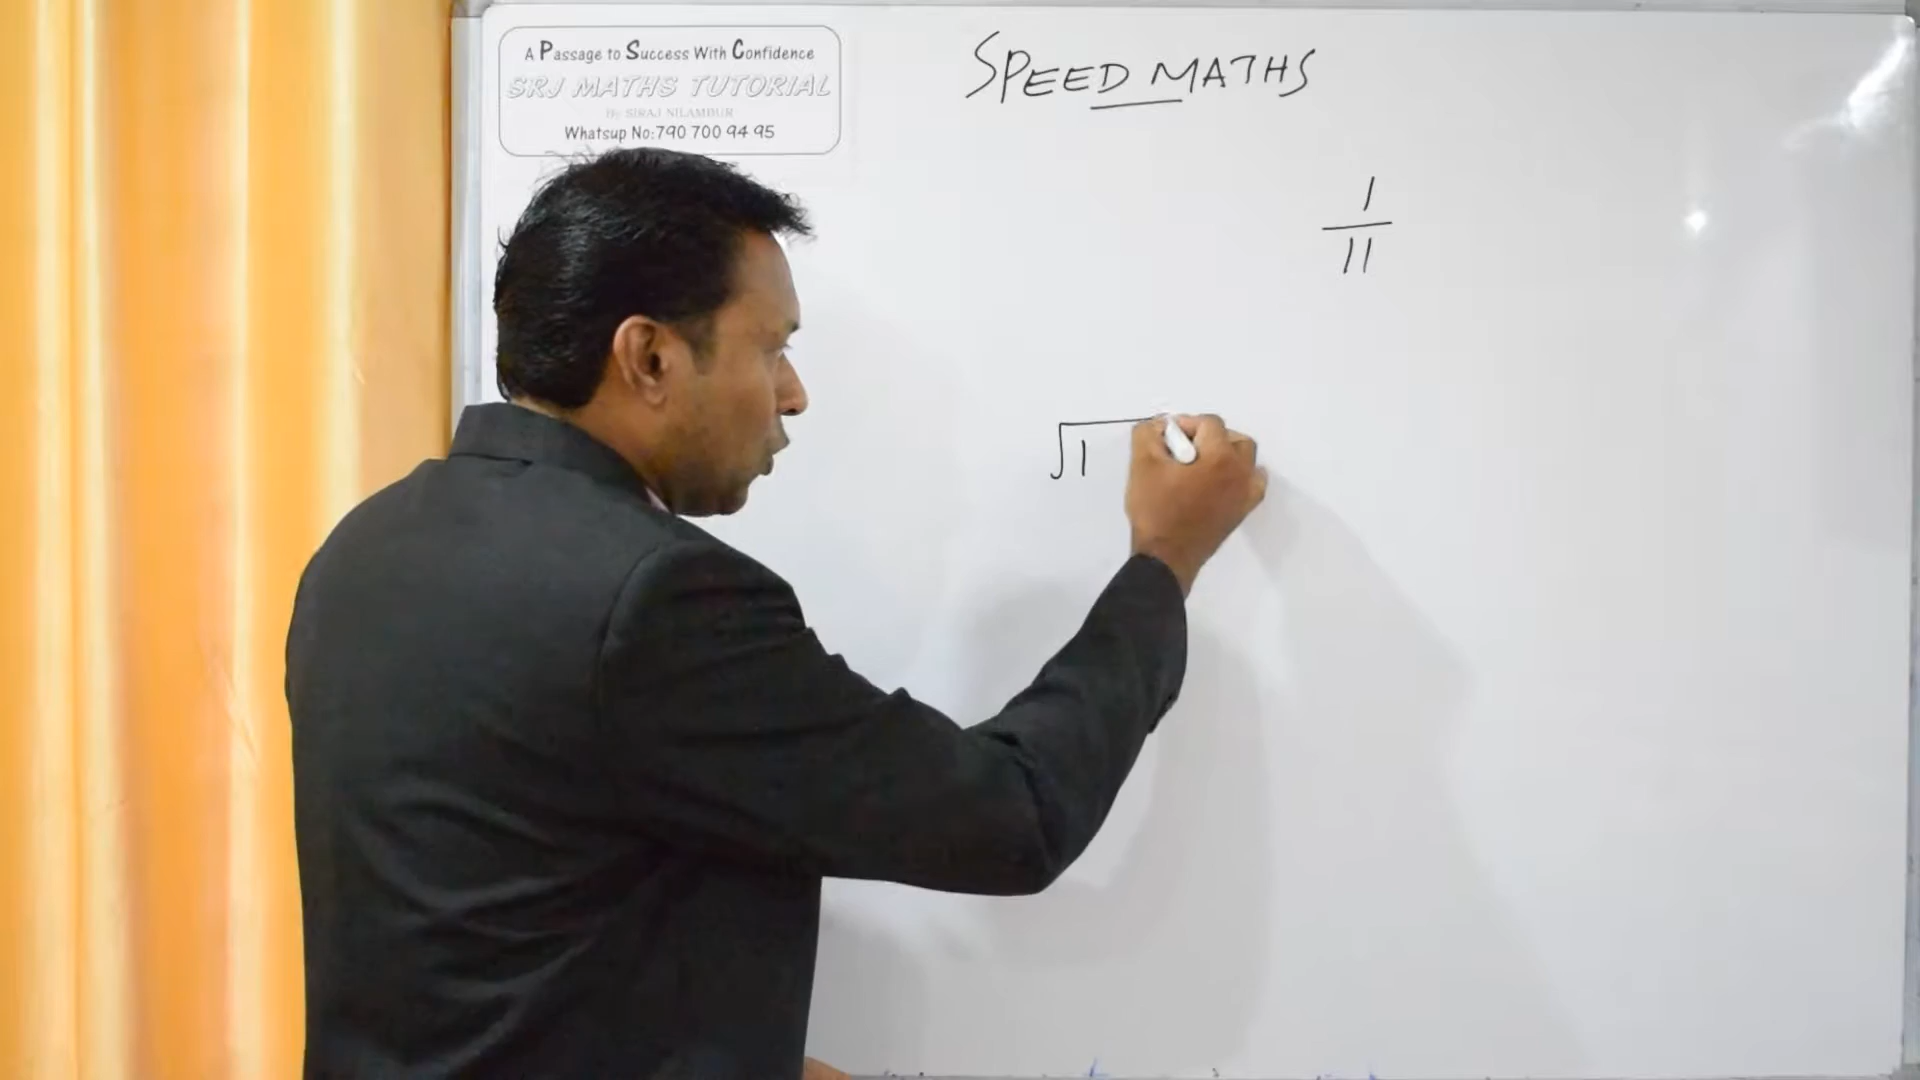 A Passage to Success With Confidence
SRJ MATHS TUTORIAL
By SIRAJ NILAMBUR
Whatsup No:790 700 94 95
SPEED MATHS
1
11
1